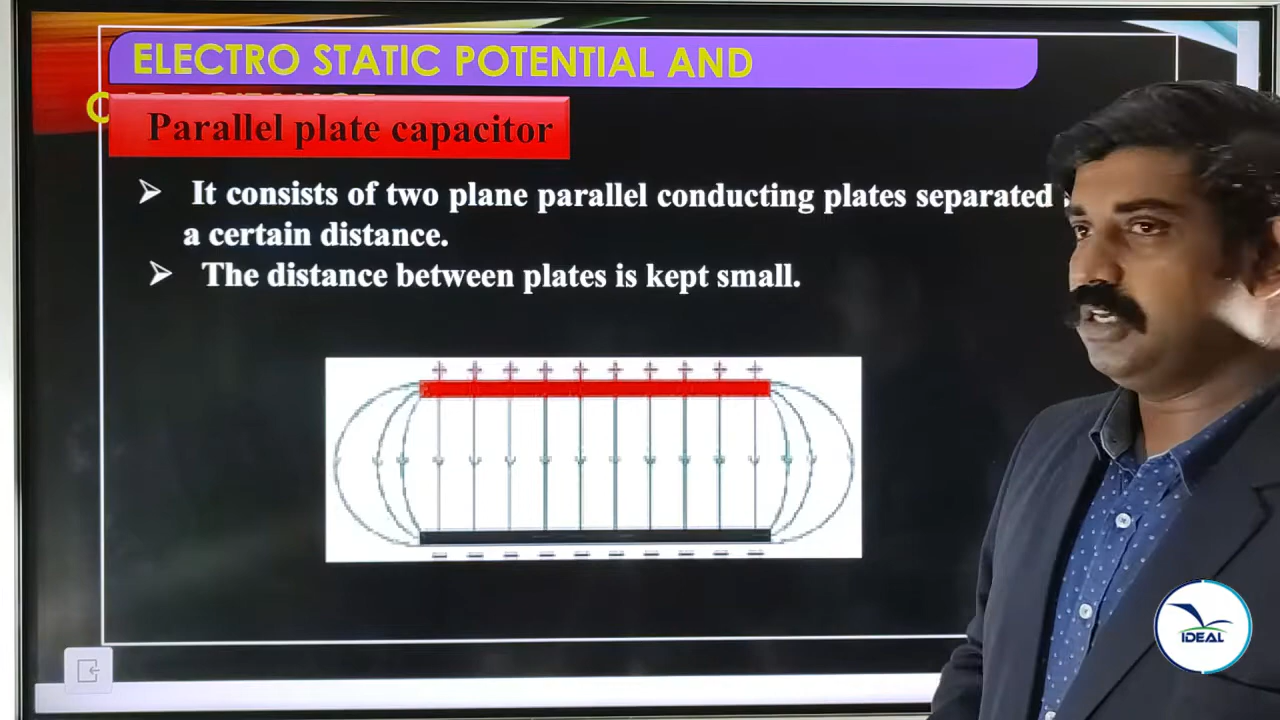 ELECTRO STATIC POTENTIAL AND
Parallel plate capacitor
➢ It consists of two plane parallel conducting plates separated
a certain distance.
➢ The distance between plates is kept small.
+ + + + + + + + + +
- - - - - - - - - -
IDEAL